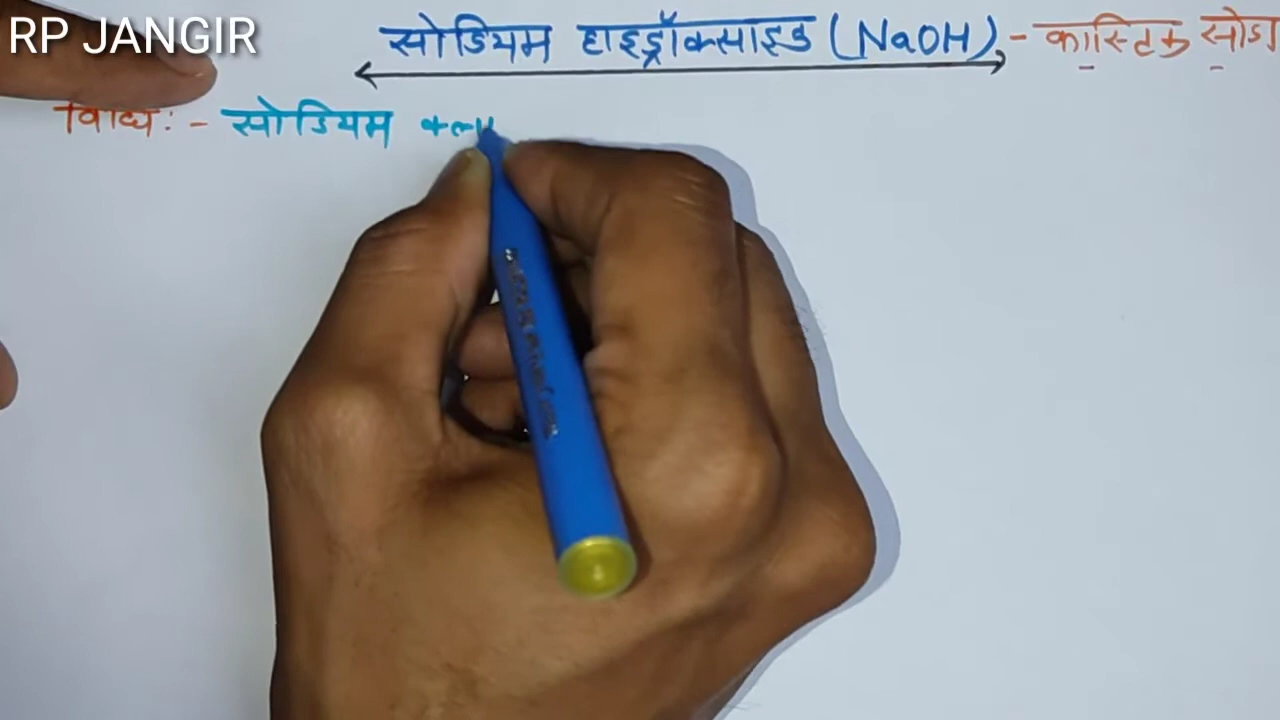 RP JANGIR
सोडियम हाइड्रॉक्साइड (NaOH) - कास्टिक सोडा
विधि :- सोडियम